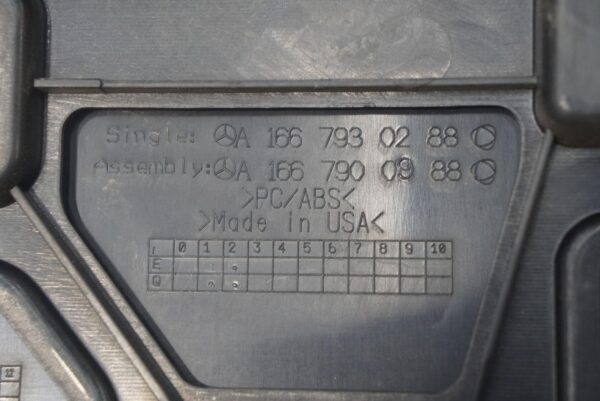 Single: A 166 793 02 88
Assembly: A 166 790 09 88
>PC/ABS<
>Made in USA<
/ 0 1 2 3 4 5 6 7 8 9 10
E
Q
12